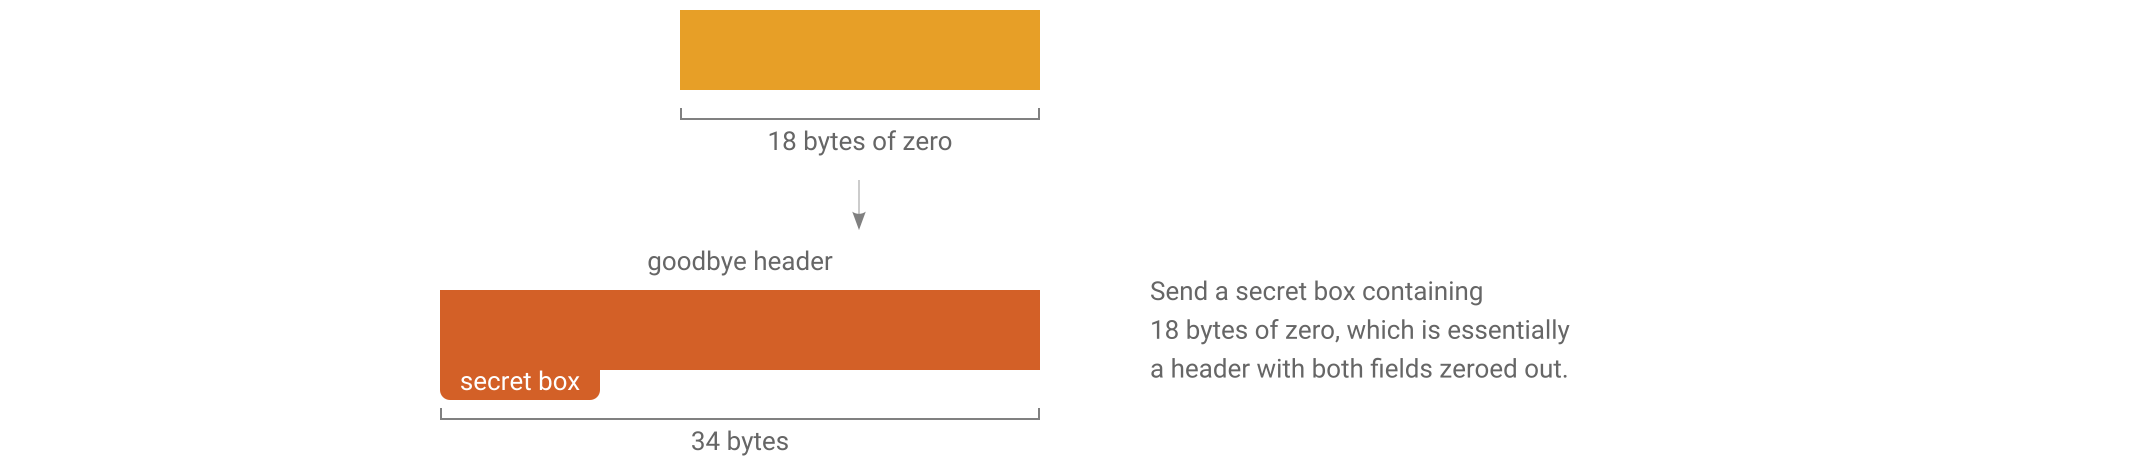 18 bytes of zero
goodbye header
secret box
34 bytes
Send a secret box containing
18 bytes of zero, which is essentially
a header with both fields zeroed out.